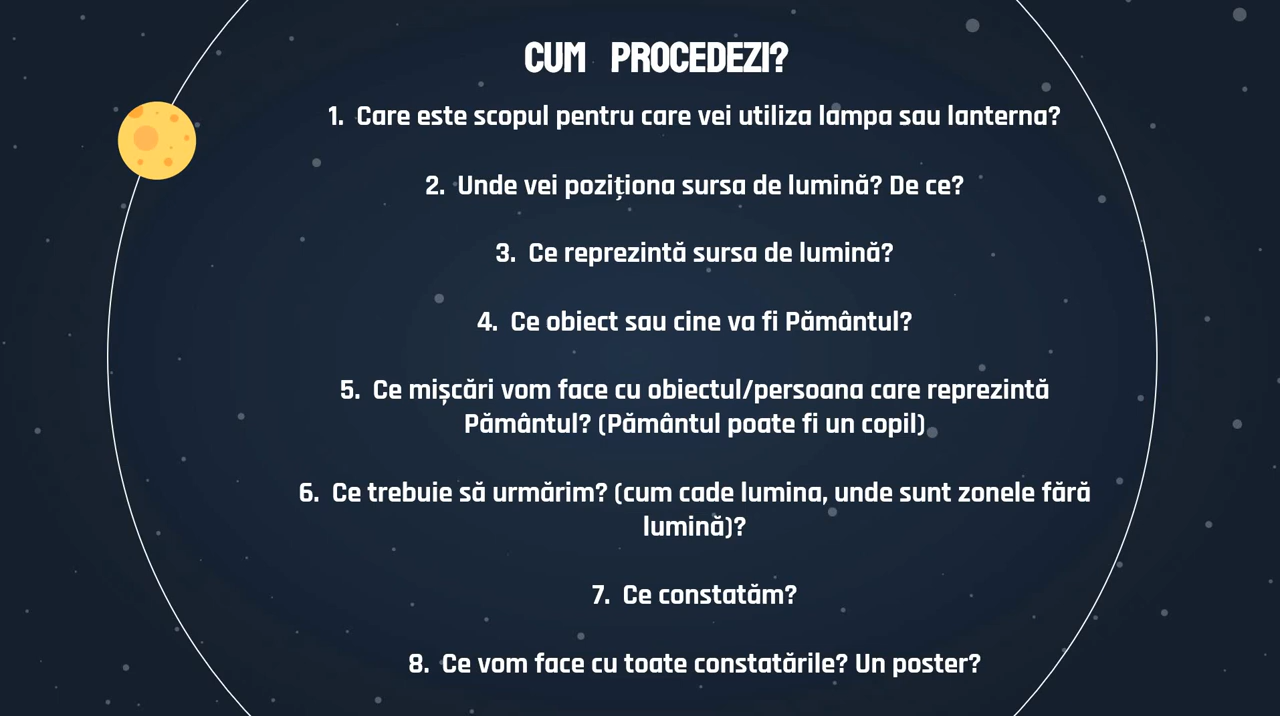 CUM PROCEDEZI?
1. Care este scopul pentru care vei utiliza lampa sau lanterna?
2. Unde vei poziționa sursa de lumină? De ce?
3. Ce reprezintă sursa de lumină?
4. Ce obiect sau cine va fi Pământul?
5. Ce mișcări vom face cu obiectul/persoana care reprezintă
Pământul? (Pământul poate fi un copil)
6. Ce trebuie să urmărim? (cum cade lumina, unde sunt zonele fără
lumină)?
7. Ce constatăm?
8. Ce vom face cu toate constatările? Un poster?